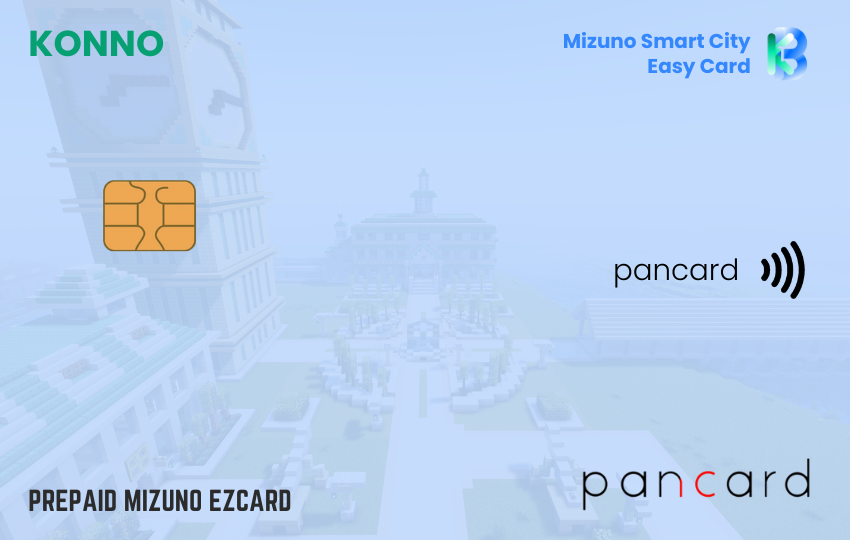 KONNO
Mizuno Smart City
Easy Card
pancard
pancard
PREPAID MIZUNO EZCARD